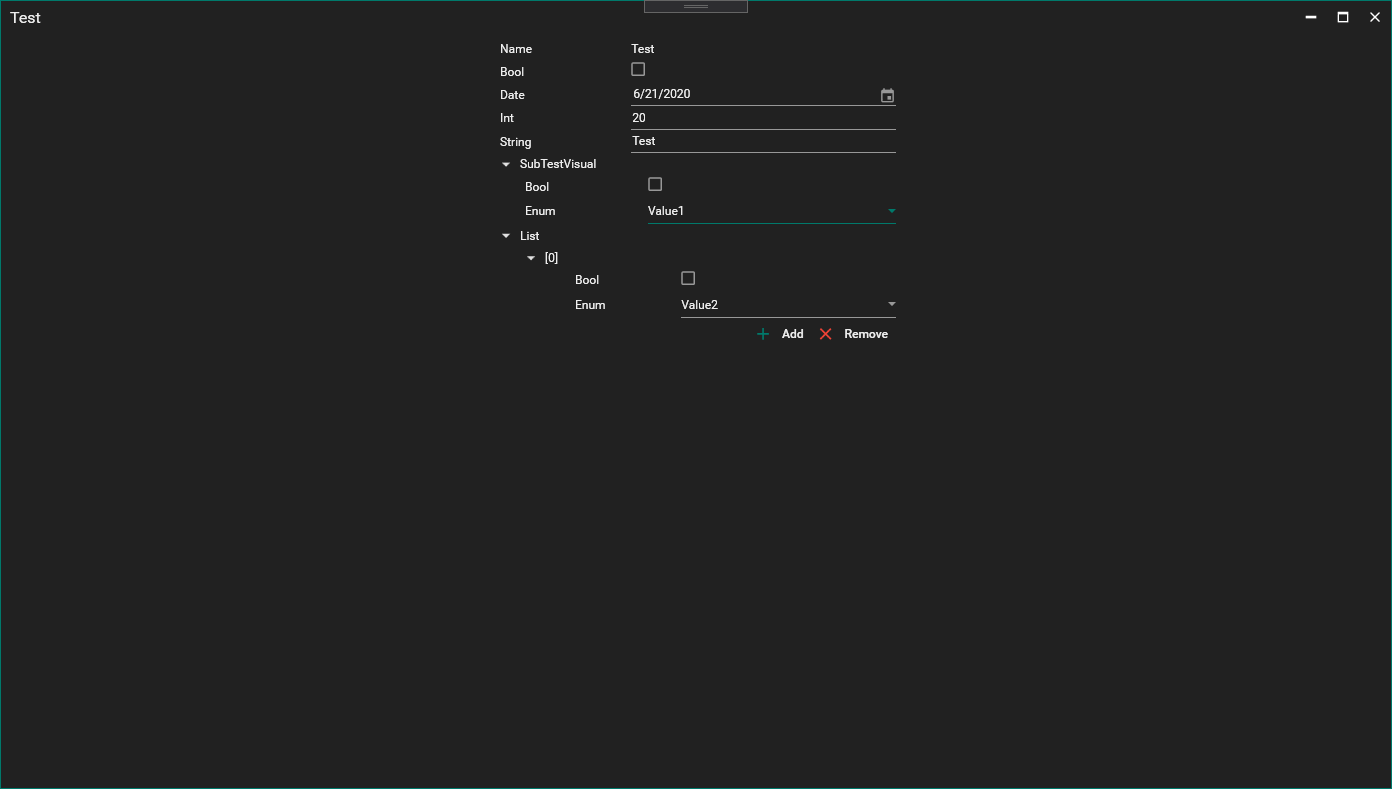 Test
Name Test
Bool
Date 6/21/2020
Int 20
String Test
SubTestVisual
Bool
Enum Value1
List
[0]
Bool
Enum Value2
Add Remove